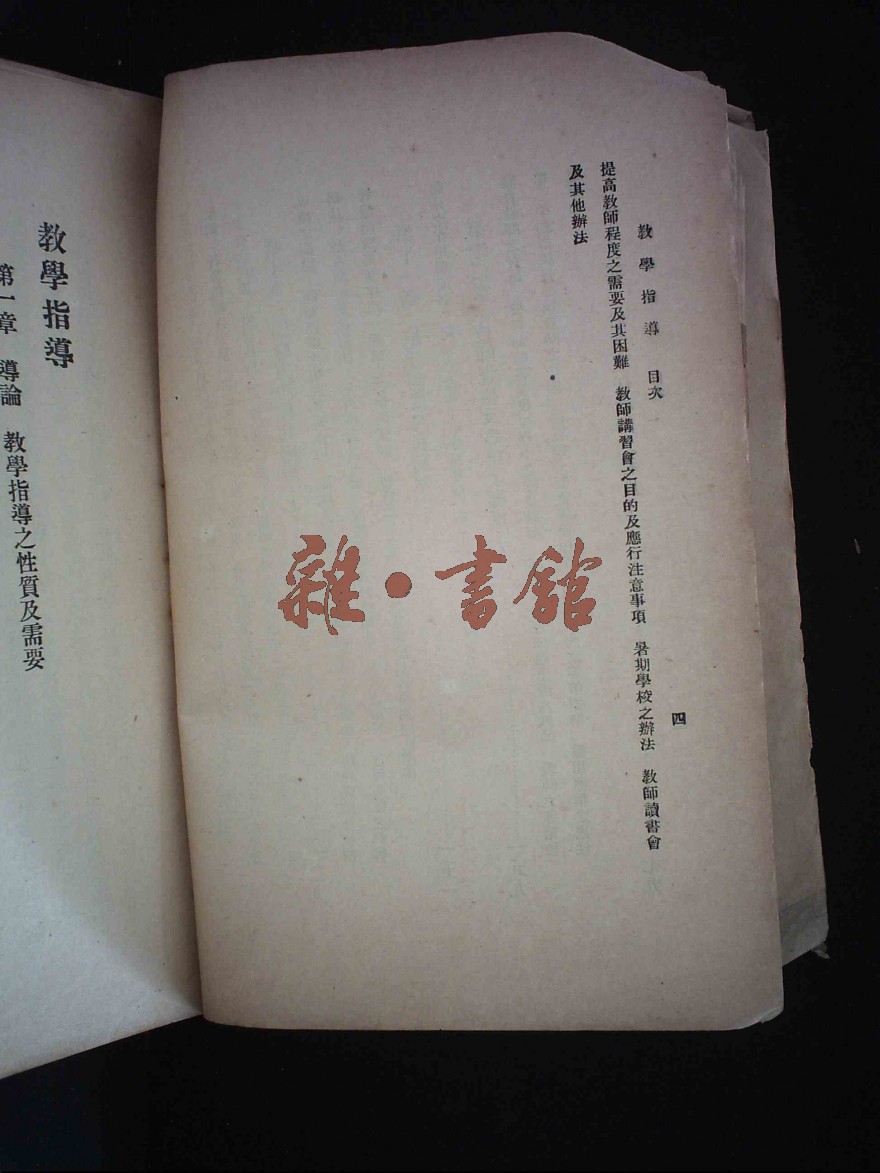 教學指導 目次
四
提高教師程度之需要及其困難 教師講習會之目的及應行注意事項 暑期學校之辦法 教師讀書會
及其他辦法
教學指導
第一章 導論 教學指導之性質及需要
雜·書館